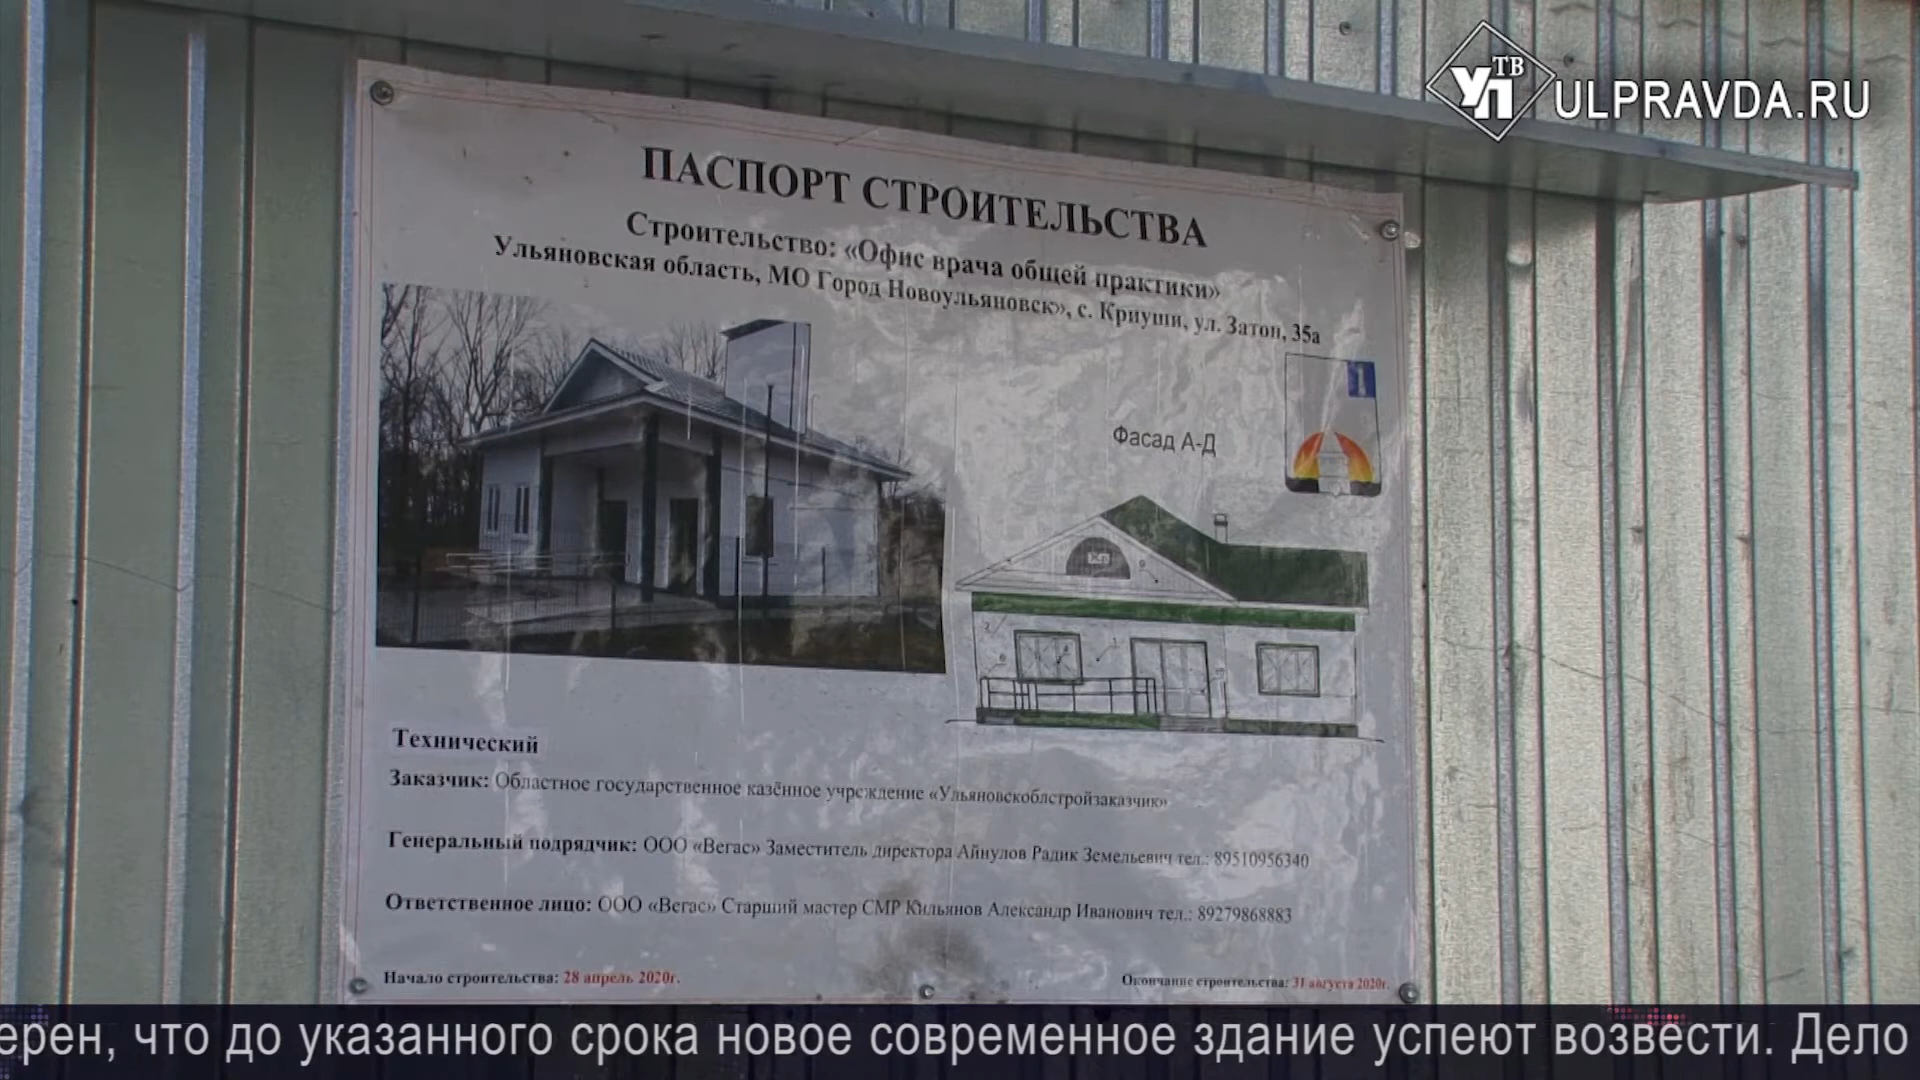 УП ТВ ULPRAVDA.RU
ПАСПОРТ СТРОИТЕЛЬСТВА
Строительство: «Офис врача общей практики»
Ульяновская область, МО Город Новоульяновск», с. Криуши, ул. Затон, 35а
1
Фасад А-Д
Технический
Заказчик: Областное государственное казённое учреждение «Ульяновскоблстройзаказчик»
Генеральный подрядчик: ООО «Вегас» Заместитель директора Айнулов Радик Земельевич тел.: 89510956340
Ответственное лицо: ООО «Вегас» Старший мастер СМР Кильянов Александр Иванович тел.: 89279868883
Начало строительства: 28 апрель 2020г.
Окончание строительства: 31 августа 2020г.
ерен, что до указанного срока новое современное здание успеют возвести. Дело